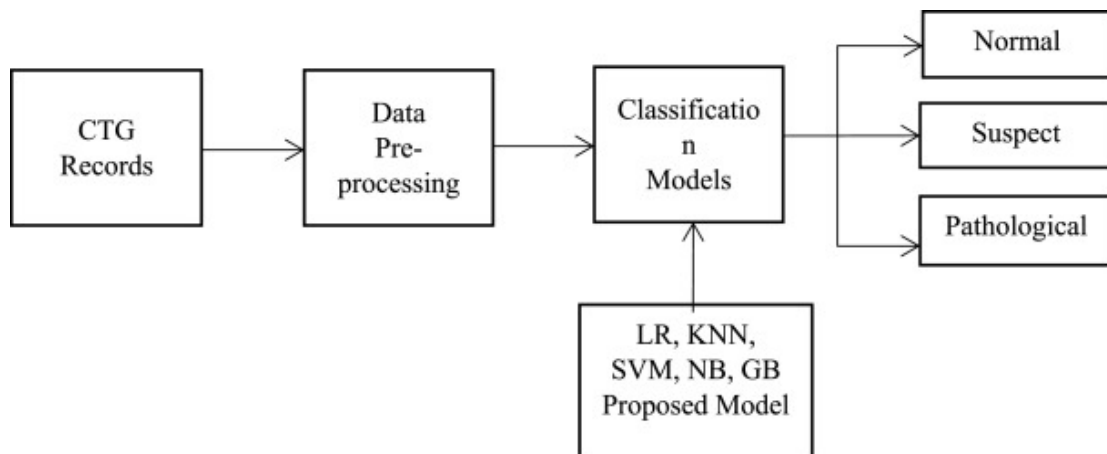 CTG
Records
Data
Pre-
processing
Classificatio
n
Models
LR, KNN,
SVM, NB, GB
Proposed Model
Normal
Suspect
Pathological